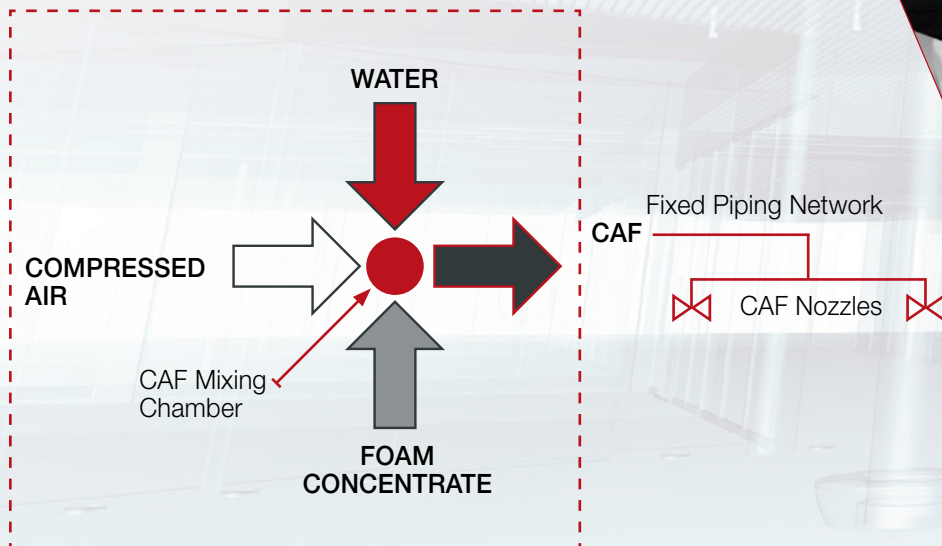 WATER
Fixed Piping Network
CAF
COMPRESSED
AIR
CAF Nozzles
CAF Mixing
Chamber
FOAM
CONCENTRATE